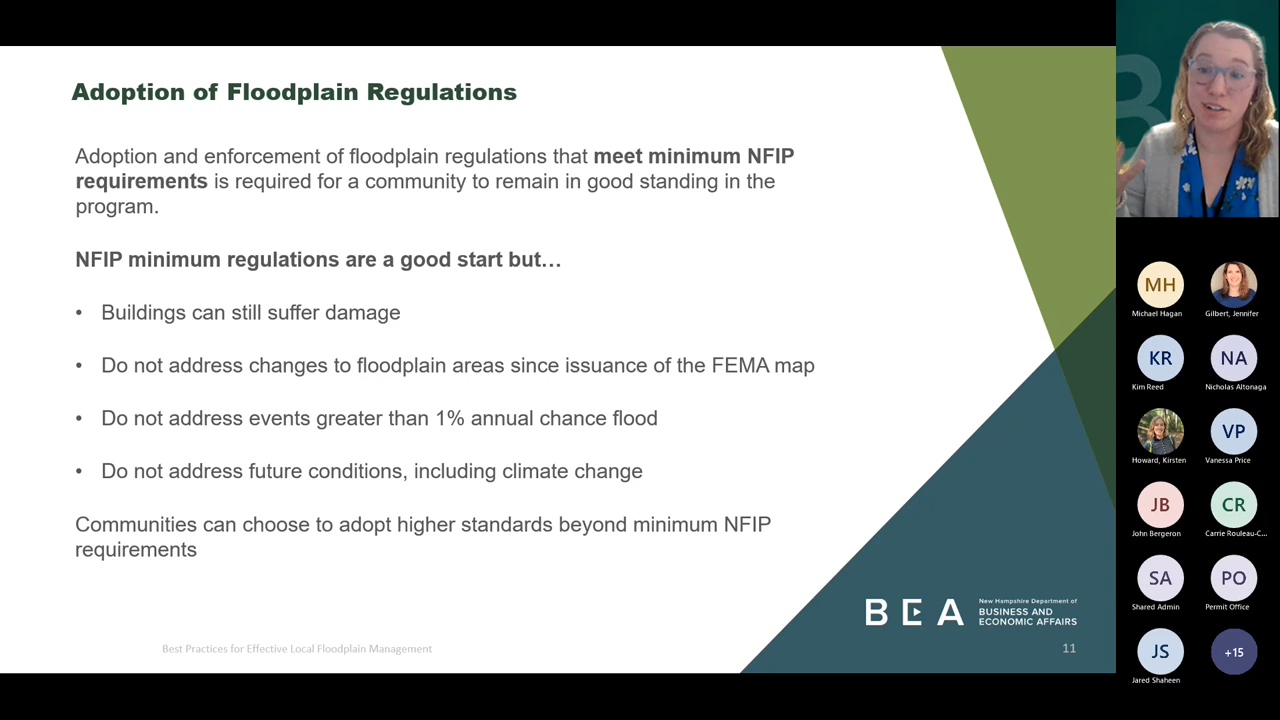 Adoption of Floodplain Regulations
Adoption and enforcement of floodplain regulations that meet minimum NFIP
requirements is required for a community to remain in good standing in the
program.
NFIP minimum regulations are a good start but…
• Buildings can still suffer damage
• Do not address changes to floodplain areas since issuance of the FEMA map
• Do not address events greater than 1% annual chance flood
• Do not address future conditions, including climate change
Communities can choose to adopt higher standards beyond minimum NFIP
requirements
BEA
New Hampshire Department of
BUSINESS AND
ECONOMIC AFFAIRS
Best Practices for Effective Local Floodplain Management
11
MH
Michael Hagan
Gilbert, Jennifer
KR
Kim Reed
NA
Nicholas Altonaga
Howard, Kirsten
VP
Vanessa Price
JB
John Bergeron
CR
Carrie Rouleau-C...
SA
Shared Admin
PO
Permit Office
JS
Jared Shaheen
+15